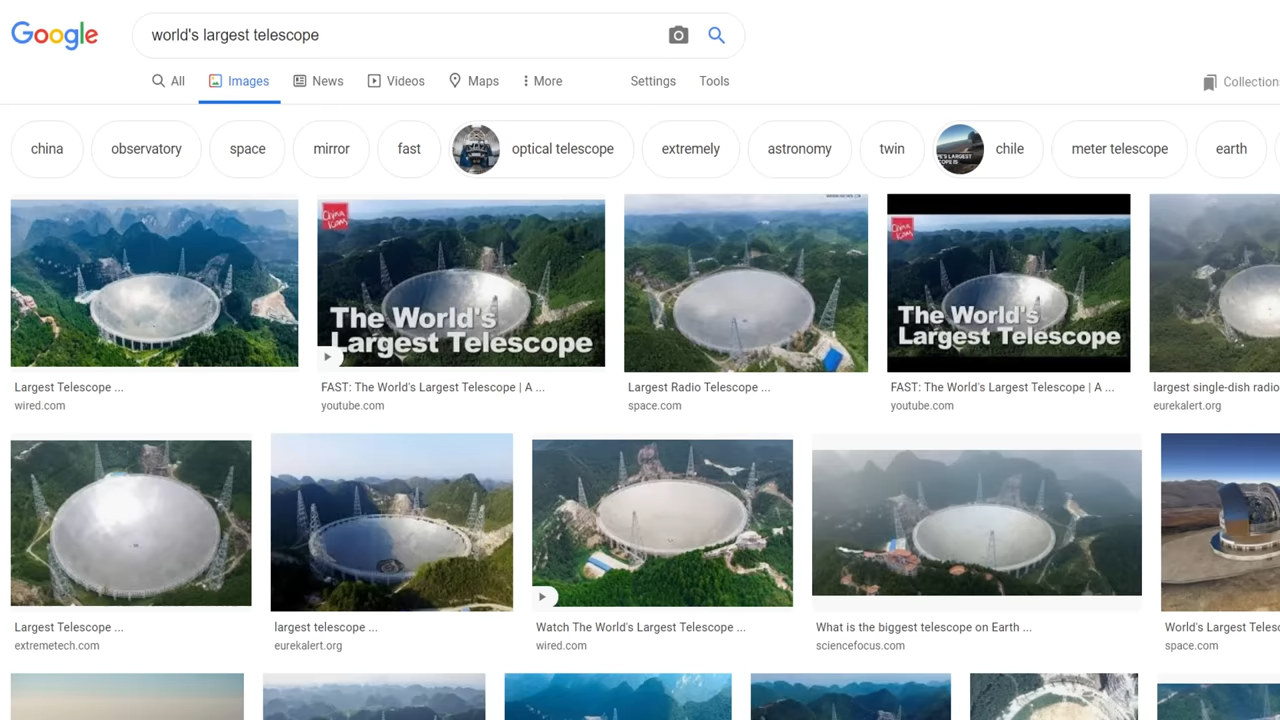 Google
world's largest telescope
All
Images
News
Videos
Maps
More
Settings
Tools
Collection
china
observatory
space
mirror
fast
optical telescope
extremely
astronomy
twin
chile
meter telescope
earth
The World's
Largest Telescope
The World's
Largest Telescope
Largest Telescope ...
wired.com
FAST: The World's Largest Telescope | A ...
youtube.com
Largest Radio Telescope ...
space.com
FAST: The World's Largest Telescope | A ...
youtube.com
largest single-dish radio
eurekalert.org
Largest Telescope ...
extremetech.com
largest telescope ...
eurekalert.org
Watch The World's Largest Telescope ...
wired.com
What is the biggest telescope on Earth ...
sciencefocus.com
World's Largest Telesc
space.com